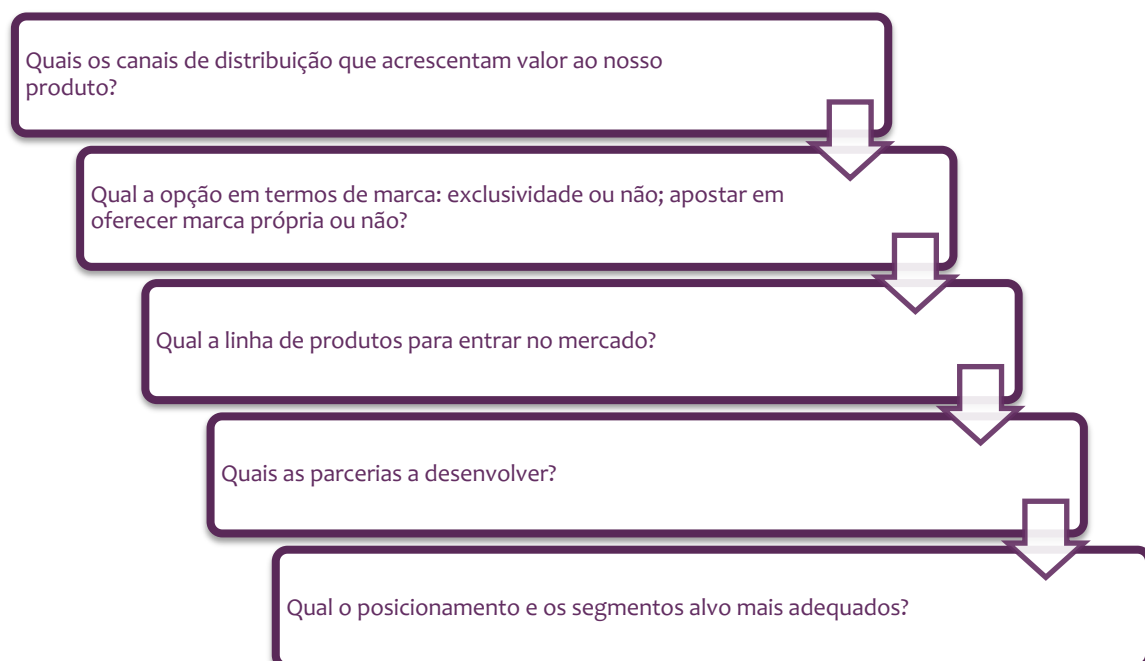 Quais os canais de distribuição que acrescentam valor ao nosso
produto?
Qual a opção em termos de marca: exclusividade ou não; apostar em
oferecer marca própria ou não?
Qual a linha de produtos para entrar no mercado?
Quais as parcerias a desenvolver?
Qual o posicionamento e os segmentos alvo mais adequados?